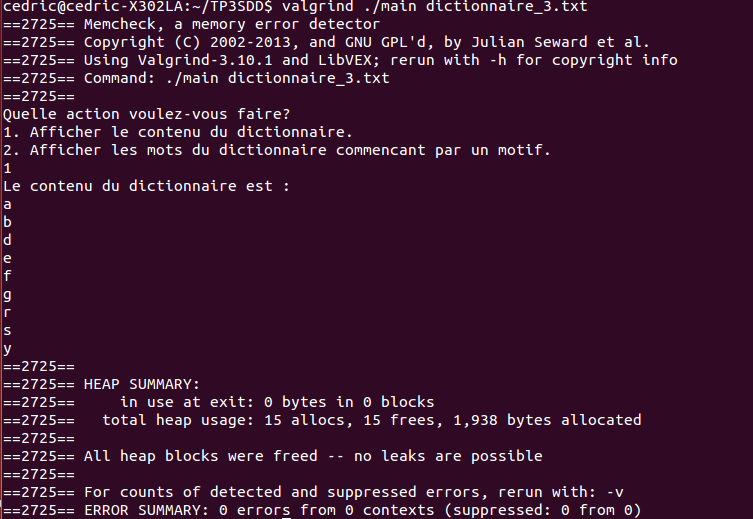 cedric@cedric-X302LA:~/TP3SDD$ valgrind ./main dictionnaire_3.txt
==2725== Memcheck, a memory error detector
==2725== Copyright (C) 2002-2013, and GNU GPL'd, by Julian Seward et al.
==2725== Using Valgrind-3.10.1 and LibVEX; rerun with -h for copyright info
==2725== Command: ./main dictionnaire_3.txt
==2725==
Quelle action voulez-vous faire?
1. Afficher le contenu du dictionnaire.
2. Afficher les mots du dictionnaire commencant par un motif.
1
Le contenu du dictionnaire est :
a
b
d
e
f
g
r
s
y
==2725==
==2725== HEAP SUMMARY:
==2725==     in use at exit: 0 bytes in 0 blocks
==2725==   total heap usage: 15 allocs, 15 frees, 1,938 bytes allocated
==2725==
==2725== All heap blocks were freed -- no leaks are possible
==2725==
==2725== For counts of detected and suppressed errors, rerun with: -v
==2725== ERROR SUMMARY: 0 errors from 0 contexts (suppressed: 0 from 0)